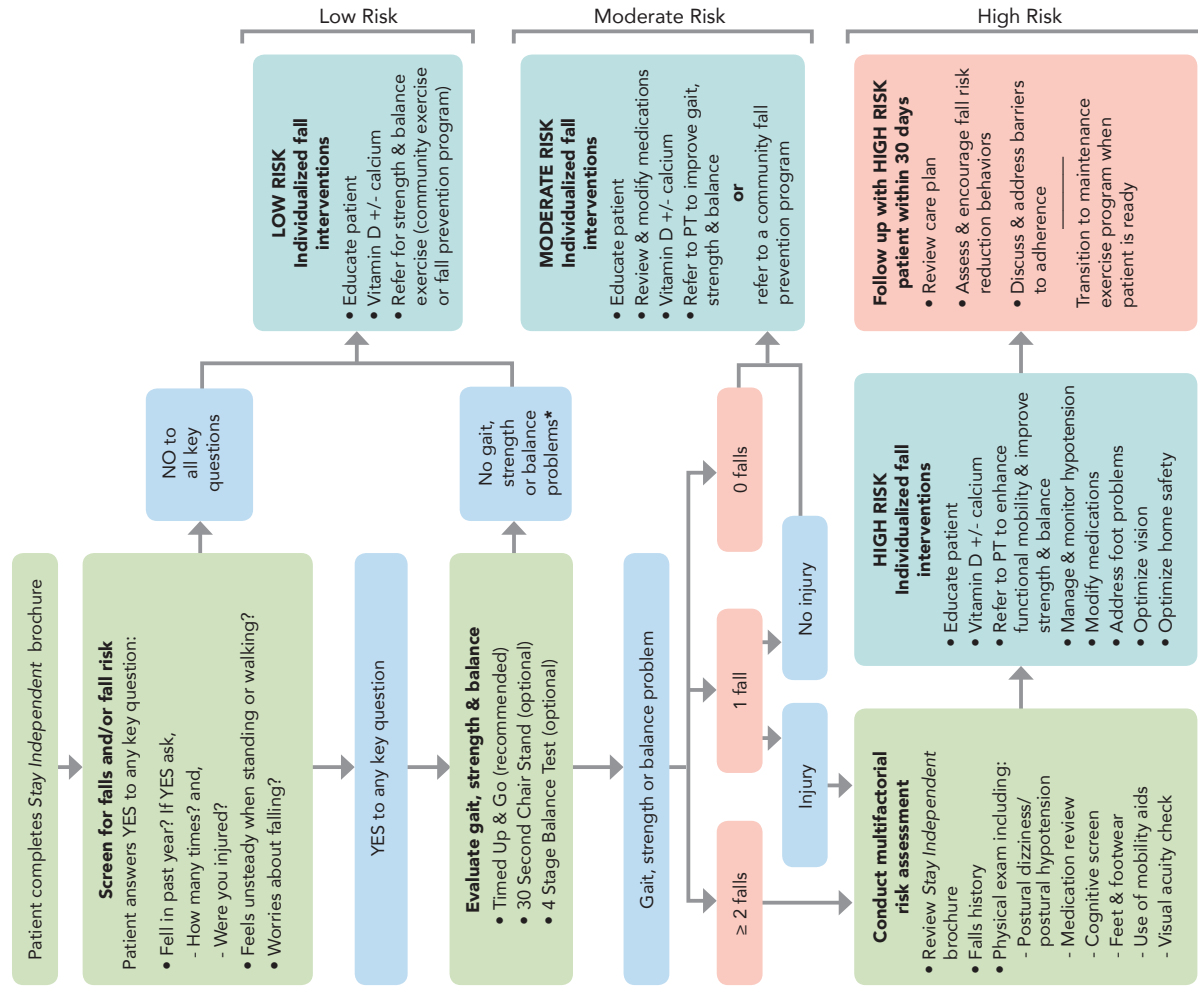 Patient completes Stay Independent brochure
Screen for falls and/or fall risk
Patient answers YES to any key question:
• Fell in past year? If YES ask,
- How many times? and,
- Were you injured?
• Feels unsteady when standing or walking?
• Worries about falling?
NO to
all key
questions
YES to any key question
Evaluate gait, strength & balance
• Timed Up & Go (recommended)
• 30 Second Chair Stand (optional)
• 4 Stage Balance Test (optional)
No gait,
strength
or balance
problems*
LOW RISK
Individualized fall
interventions
• Educate patient
• Vitamin D +/- calcium
• Refer for strength & balance
exercise (community exercise
or fall prevention program)
Low Risk
Gait, strength or balance problem
≥ 2 falls
1 fall
0 falls
Injury
No injury
MODERATE RISK
Individualized fall
interventions
• Educate patient
• Review & modify medications
• Vitamin D +/- calcium
• Refer to PT to improve gait,
strength & balance
or
refer to a community fall
prevention program
Moderate Risk
Conduct multifactorial
risk assessment
• Review Stay Independent
brochure
• Falls history
• Physical exam including:
- Postural dizziness/
postural hypotension
- Medication review
- Cognitive screen
- Feet & footwear
- Use of mobility aids
- Visual acuity check
HIGH RISK
Individualized fall
interventions
• Educate patient
• Vitamin D +/- calcium
• Refer to PT to enhance
functional mobility & improve
strength & balance
• Manage & monitor hypotension
• Modify medications
• Address foot problems
• Optimize vision
• Optimize home safety
Follow up with HIGH RISK
patient within 30 days
• Review care plan
• Assess & encourage fall risk
reduction behaviors
• Discuss & address barriers
to adherence
Transition to maintenance
exercise program when
patient is ready
High Risk